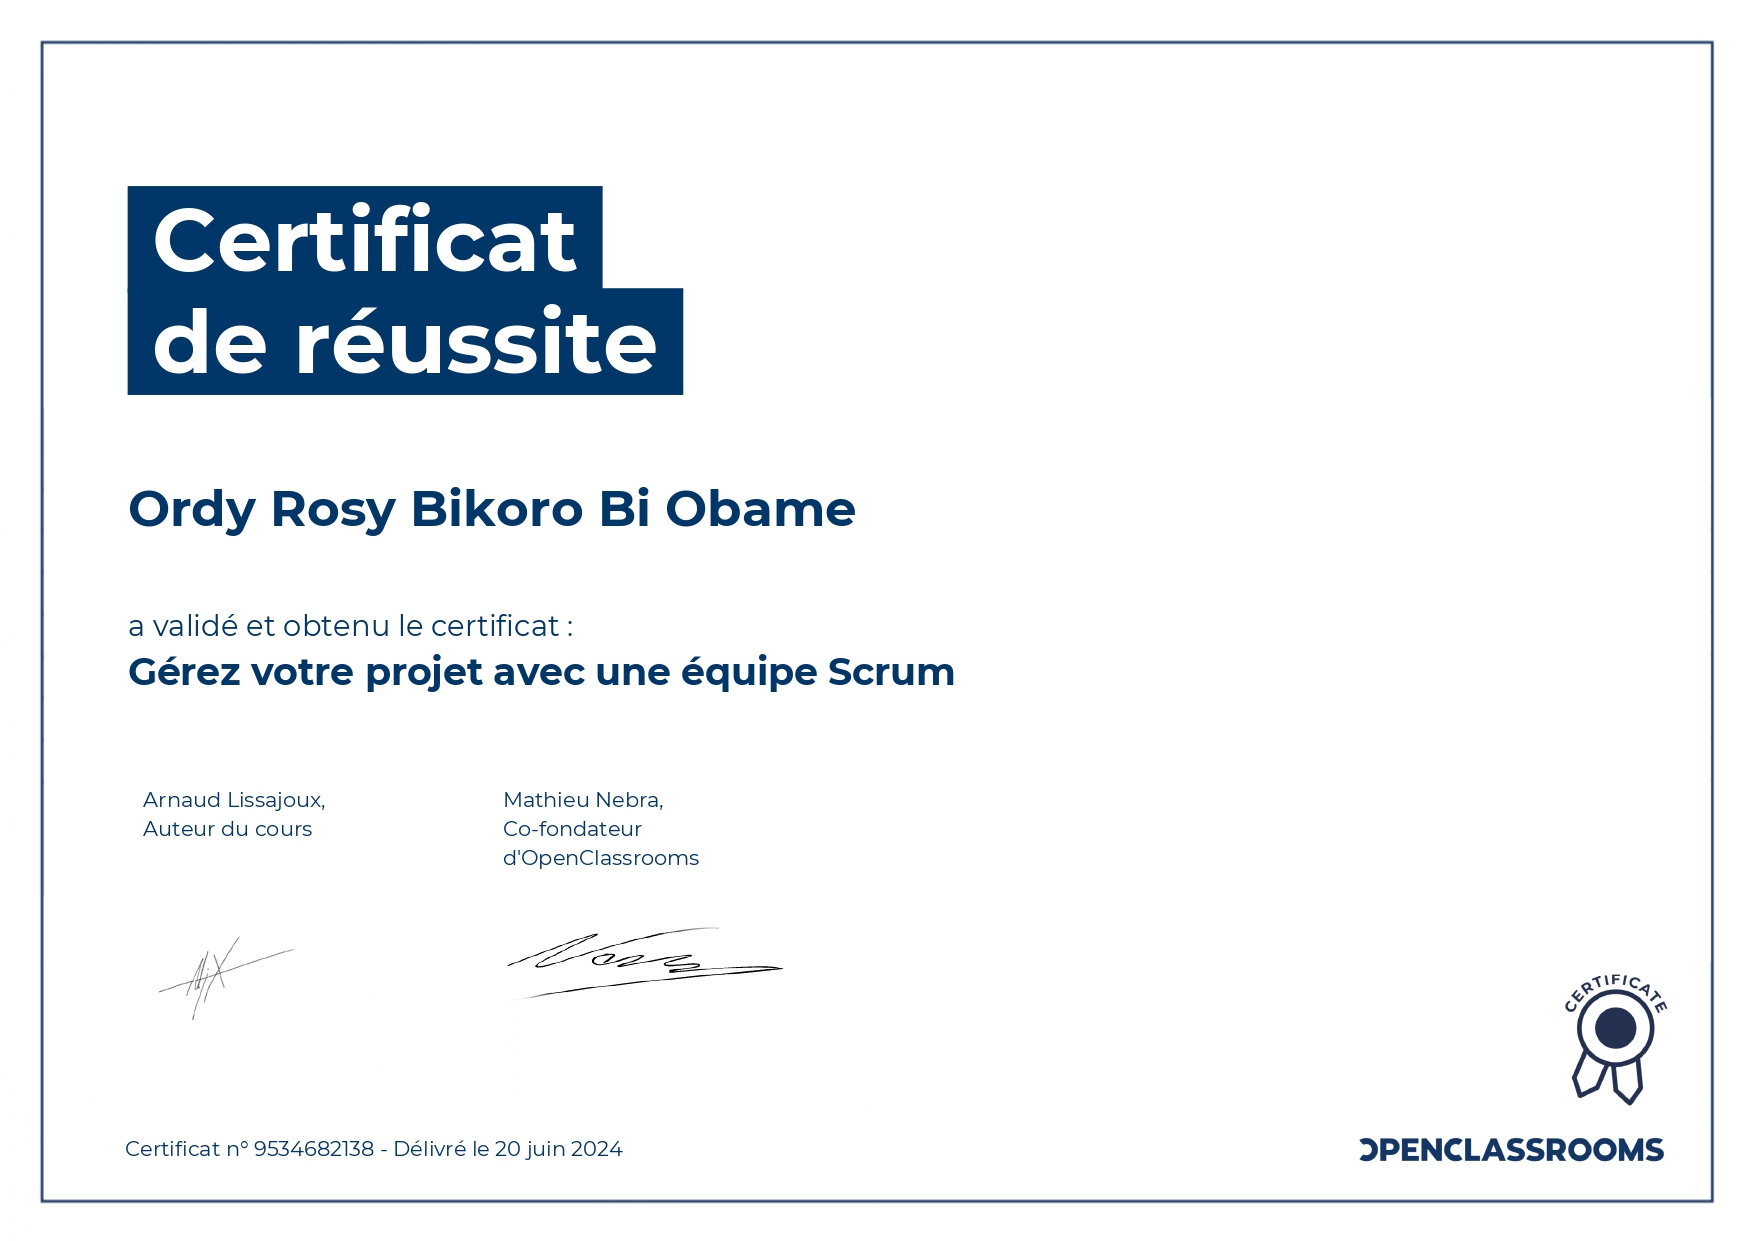 Certificat
de réussite
Ordy Rosy Bikoro Bi Obame
a validé et obtenu le certificat :
Gérez votre projet avec une équipe Scrum
Arnaud Lissajoux,
Auteur du cours
Mathieu Nebra,
Co-fondateur
d'OpenClassrooms
CERTIFICATE
Certificat n° 9534682138 - Délivré le 20 juin 2024
OPENCLASSROOMS